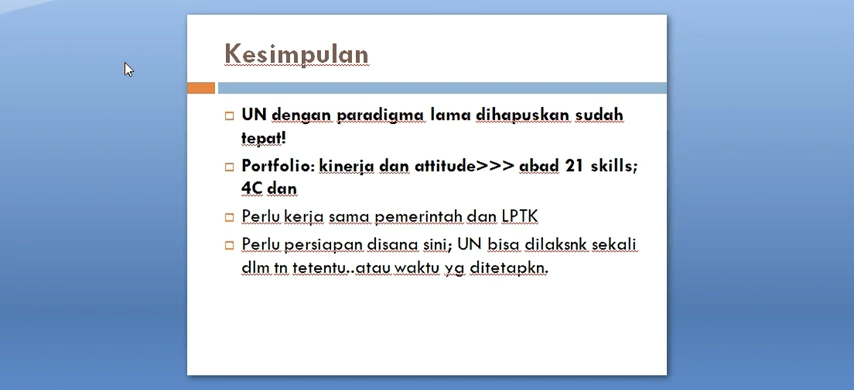 Kesimpulan
UN dengan paradigma lama dihapuskan sudah
tepat!
Portfolio: kinerja dan attitude>>> abad 21 skills;
4C dan
Perlu kerja sama pemerintah dan LPTK
Perlu persiapan disana sini; UN bisa dilaksnk sekali
dlm tn tetentu..atau waktu yg ditetapkn.